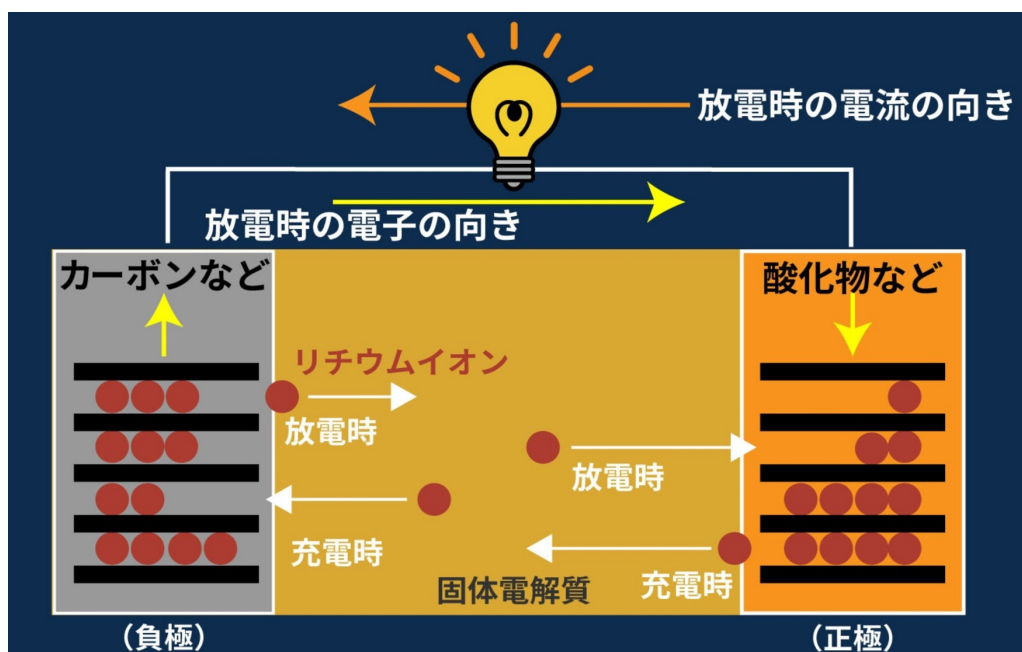 放電時の電流の向き
放電時の電子の向き
カーボンなど
酸化物など
リチウムイオン
放電時
放電時
充電時
充電時
固体電解質
（負極）
（正極）